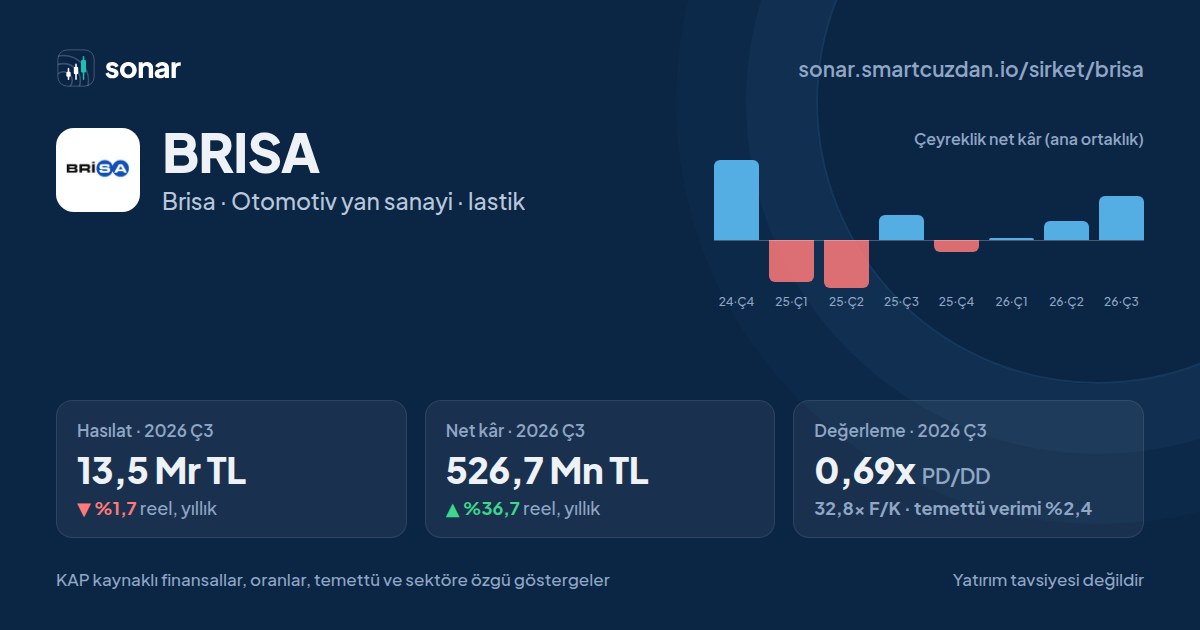 sonar
sonar.smartcuzdan.io/sirket/brisa
BRiSA
BRISA
Brisa · Otomotiv yan sanayi · lastik
Çeyreklik net kâr (ana ortaklık)
24·Ç4 25·Ç1 25·Ç2 25·Ç3 25·Ç4 26·Ç1 26·Ç2 26·Ç3
Hasılat · 2026 Ç3
13,5 Mr TL
▼ %1,7 reel, yıllık
Net kâr · 2026 Ç3
526,7 Mn TL
▲ %36,7 reel, yıllık
Değerleme · 2026 Ç3
0,69x PD/DD
32,8x F/K · temettü verimi %2,4
KAP kaynaklı finansallar, oranlar, temettü ve sektöre özgü göstergeler
Yatırım tavsiyesi değildir